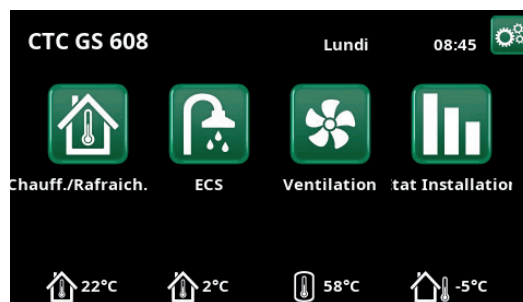 CTC GS 608 Lundi 08:45
Chauff./Rafraich. ECS Ventilation tat Installation
22°C 2°C 58°C -5°C